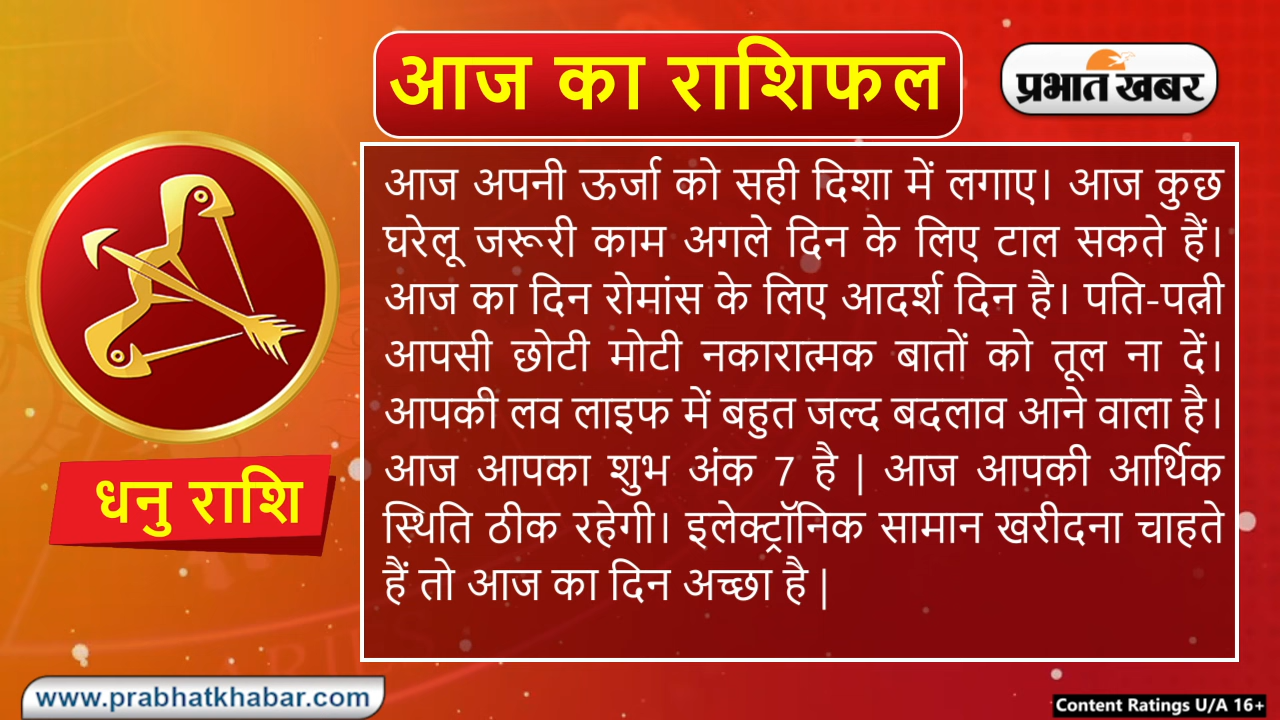 आज का राशिफल
प्रभात खबर
आज अपनी ऊर्जा को सही दिशा में लगाए। आज कुछ
घरेलू जरूरी काम अगले दिन के लिए टाल सकते हैं।
आज का दिन रोमांस के लिए आदर्श दिन है। पति-पत्नी
आपसी छोटी मोटी नकारात्मक बातों को तूल ना दें।
आपकी लव लाइफ में बहुत जल्द बदलाव आने वाला है।
आज आपका शुभ अंक 7 है | आज आपकी आर्थिक
स्थिति ठीक रहेगी। इलेक्ट्रॉनिक सामान खरीदना चाहते
हैं तो आज का दिन अच्छा है |
धनु राशि
www.prabhatkhabar.com
Content Ratings U/A 16+